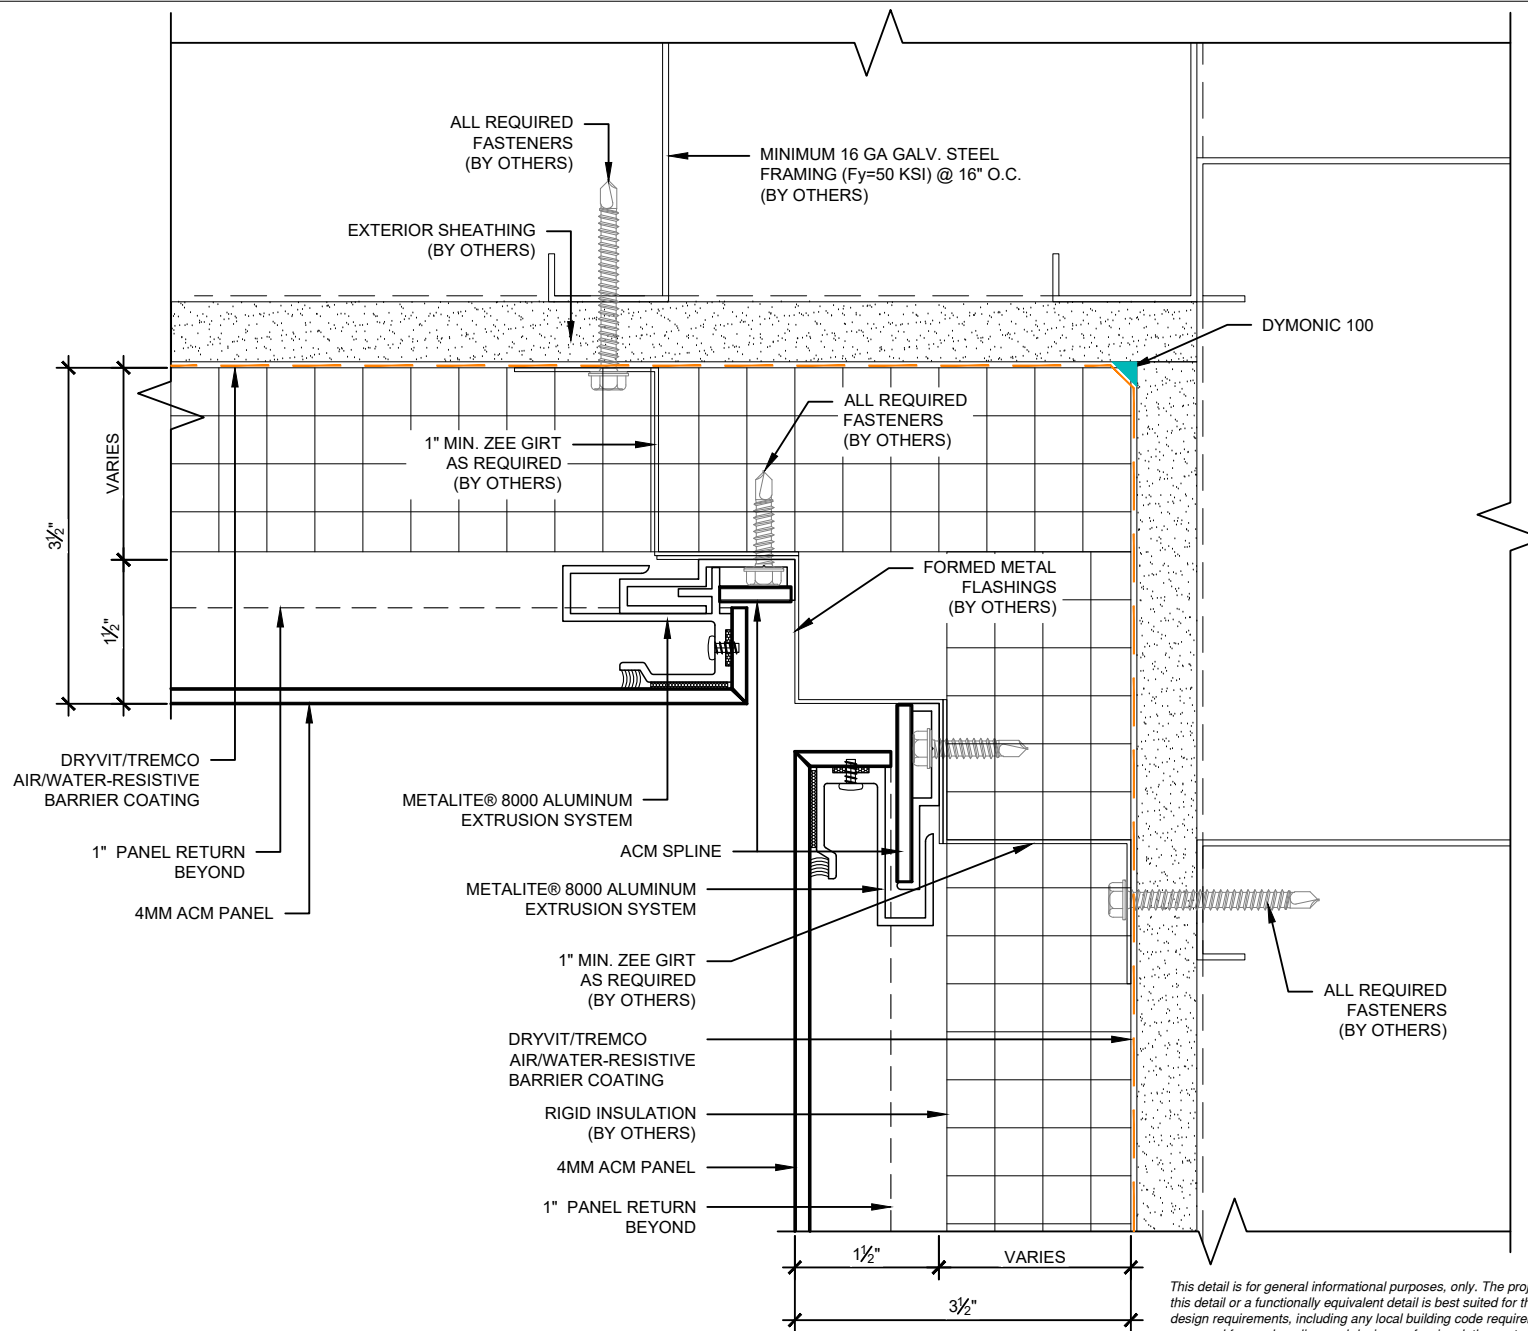 ALL REQUIRED
FASTENERS
(BY OTHERS)
MINIMUM 16 GA GALV. STEEL
FRAMING (Fy=50 KSI) @ 16" O.C.
(BY OTHERS)
EXTERIOR SHEATHING
(BY OTHERS)
DYMONIC 100
ALL REQUIRED
FASTENERS
(BY OTHERS)
1" MIN. ZEE GIRT
AS REQUIRED
(BY OTHERS)
VARIES
3½"
1½"
FORMED METAL
FLASHINGS
(BY OTHERS)
DRYVIT/TREMCO
AIR/WATER-RESISTIVE
BARRIER COATING
METALITE® 8000 ALUMINUM
EXTRUSION SYSTEM
1" PANEL RETURN
BEYOND
ACM SPLINE
4MM ACM PANEL
METALITE® 8000 ALUMINUM
EXTRUSION SYSTEM
1" MIN. ZEE GIRT
AS REQUIRED
(BY OTHERS)
ALL REQUIRED
FASTENERS
(BY OTHERS)
DRYVIT/TREMCO
AIR/WATER-RESISTIVE
BARRIER COATING
RIGID INSULATION
(BY OTHERS)
4MM ACM PANEL
1" PANEL RETURN
BEYOND
1½"
VARIES
3½"
This detail is for general informational purposes, only. The
this detail or a functionally equivalent detail is best suited for
design requirements, including any local building code